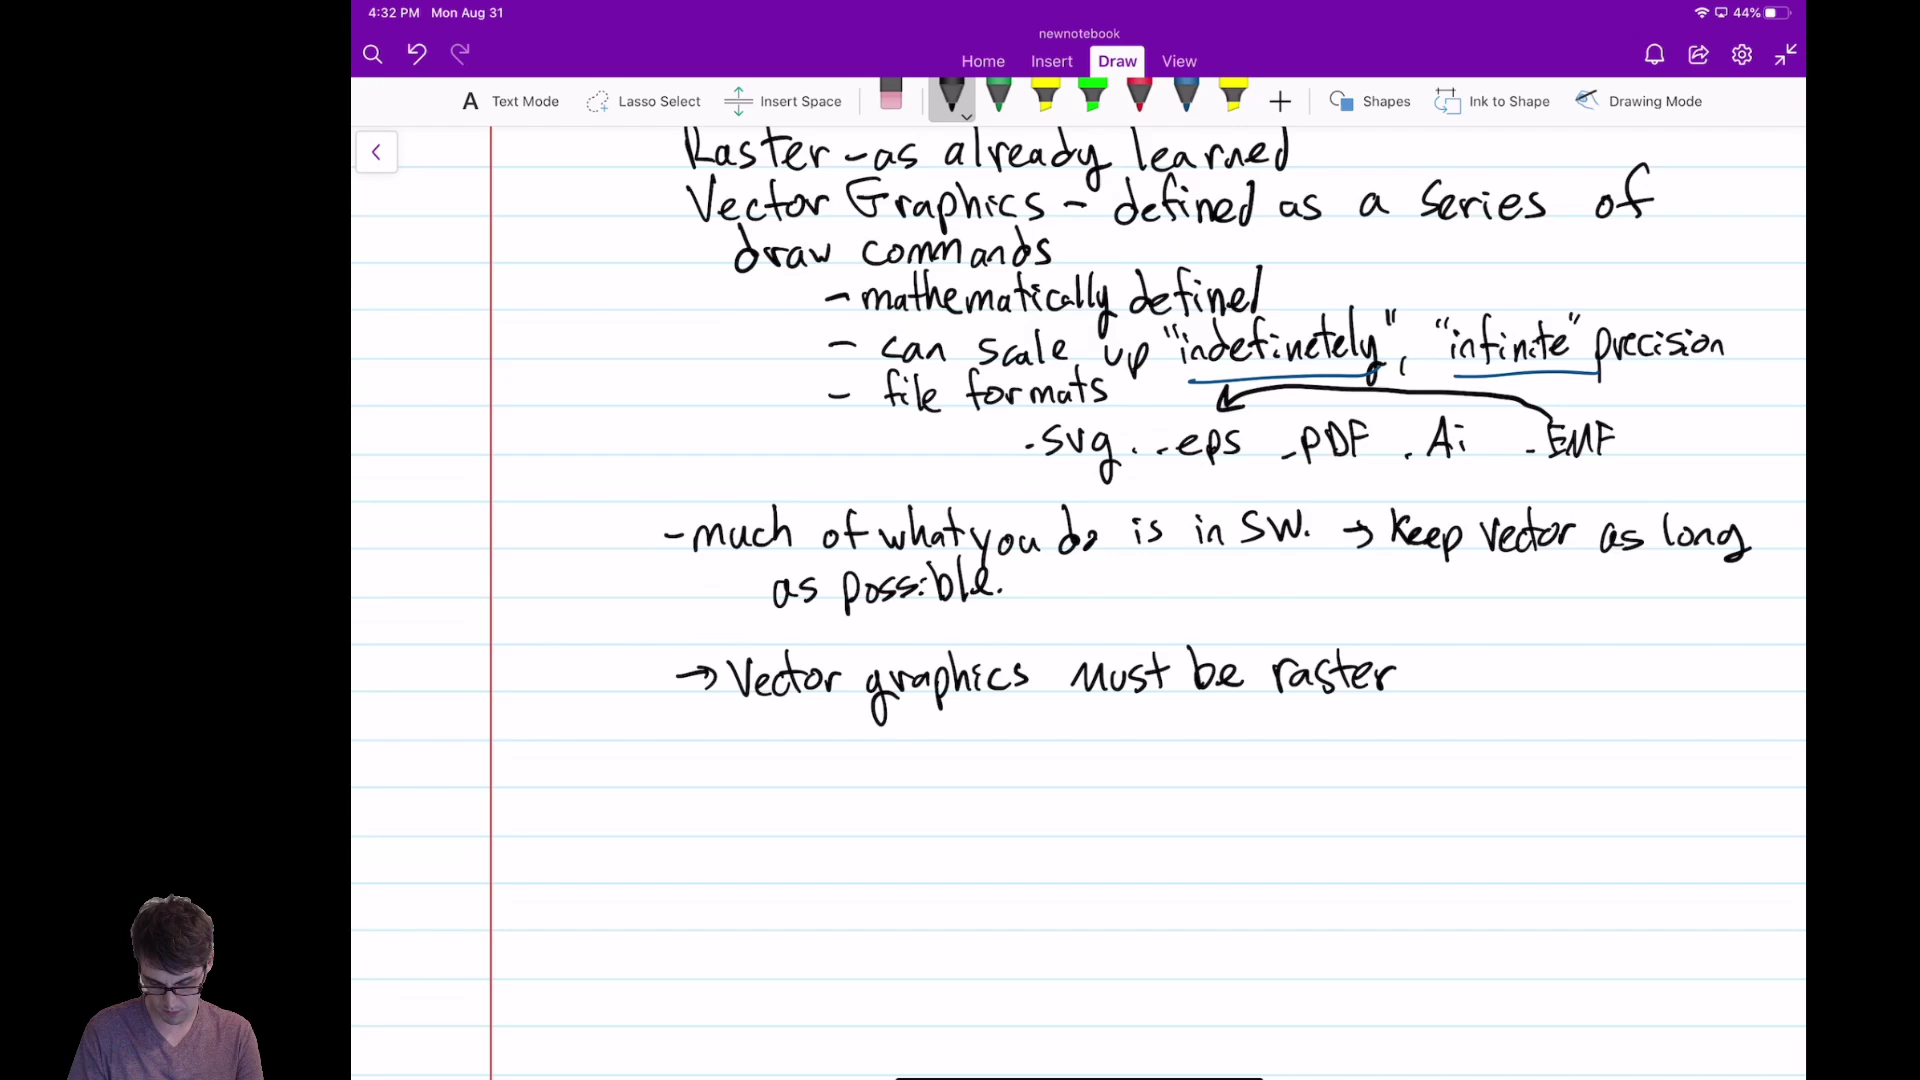 4:32 PM Mon Aug 31
44%
newnotebook
Home Insert Draw View
A Text Mode Lasso Select Insert Space Shapes Ink to Shape Drawing Mode
Raster - as already learned
Vector Graphics - defined as a series of
draw commands
- mathematically defined
- can scale up "indefinetely", "infinite" precision
- file formats
.svg . .eps .PDF . Ai . EMF
- much of what you do is in SW. → Keep vector as long
as possible.
→ Vector graphics must be raster